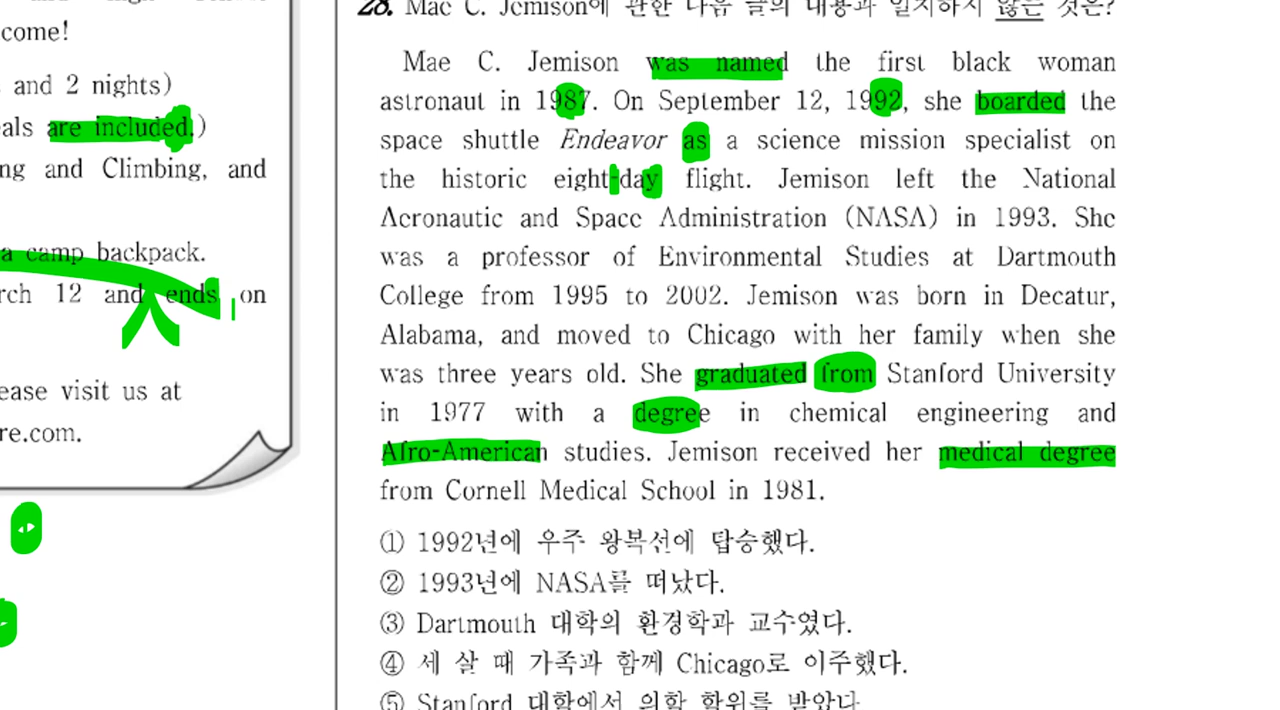 come!
and 2 nights)
are included.)
and Climbing, and
a camp backpack.
12 and ends on
visit us at
re.com.
28. Mae C. Jemison에 관한 다음 글의 내용과 일치하지 않는 것은?
Mae C. Jemison was named the first black woman
astronaut in 1987. On September 12, 1992, she boarded the
space shuttle Endeavor as a science mission specialist on
the historic eight-day flight. Jemison left the National
Aeronautic and Space Administration (NASA) in 1993. She
was a professor of Environmental Studies at Dartmouth
College from 1995 to 2002. Jemison was born in Decatur,
Alabama, and moved to Chicago with her family when she
was three years old. She graduated from Stanford University
in 1977 with a degree in chemical engineering and
Afro-American studies. Jemison received her medical degree
from Cornell Medical School in 1981.
① 1992년에 우주 왕복선에 탑승했다.
② 1993년에 NASA를 떠났다.
③ Dartmouth 대학의 환경학과 교수였다.
④ 세 살 때 가족과 함께 Chicago로 이주했다.
⑤ Stanford 대학에서 의학 학위를 받았다